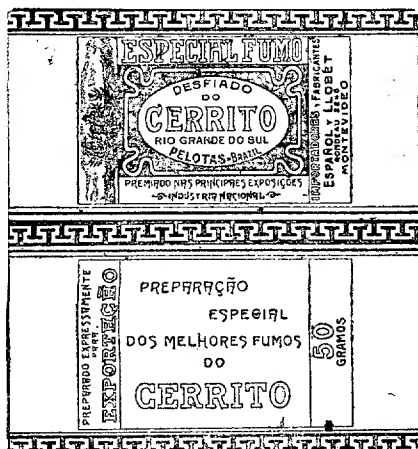 ESPECIAL FUMO
DESFIADO
DO
CERRITO
RIO GRANDE DO SUL
PELOTAS-BRAZIL
PREMIADO NAS PRINCIPAES EXPOSIÇÕES
INDUSTRIA NACIONAL
IMPORTADORES Y FABRICANTES
ESPAÑOL Y LLOBET
MONTEVIDEO
PREPARADO EXPRESSAMENTE
PARA
EXPORTAÇÃO
PREPARAÇÃO
ESPECIAL
DOS MELHORES FUMOS
DO
CERRITO
50
GRAMOS